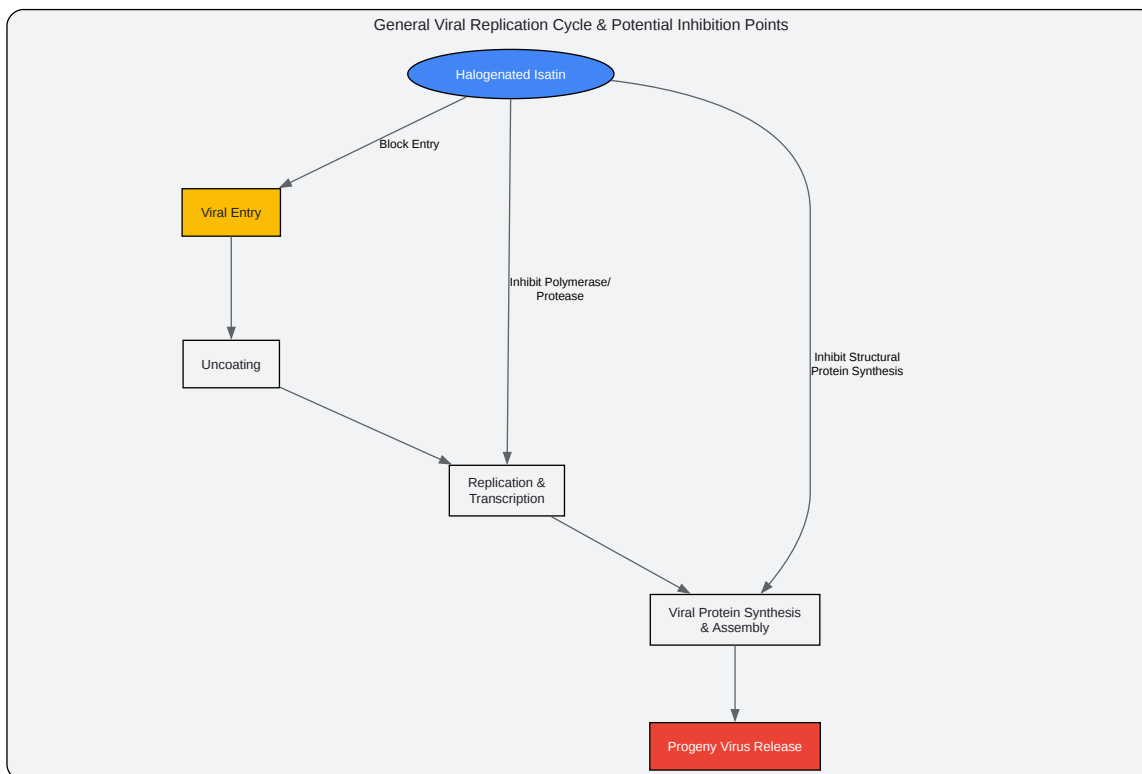 General Viral Replication Cycle & Potential Inhibition Points
Halogenated Isatin
Block Entry
Viral Entry
Inhibit Polymerase/
Protease
Inhibit Structural
Protein Synthesis
Uncoating
Replication &
Transcription
Viral Protein Synthesis
& Assembly
Progeny Virus Release